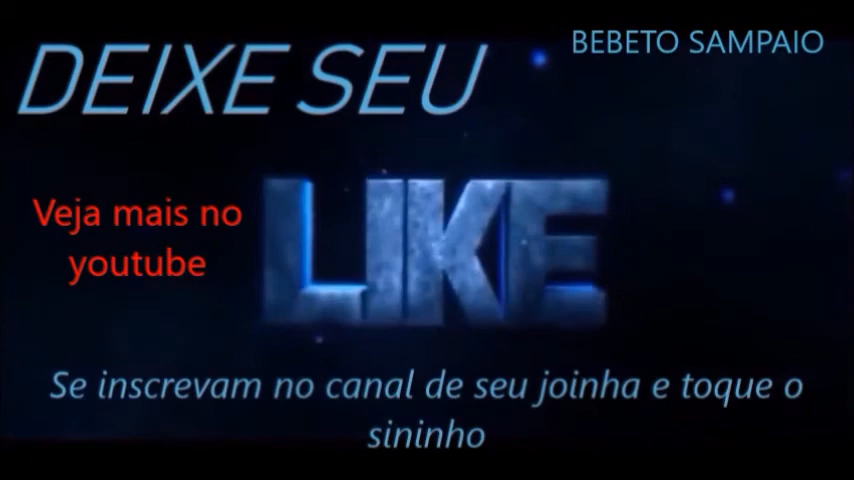 DEIXE SEU
BEBETO SAMPAIO
LIKE
Veja mais no
youtube
Se inscrevam no canal de seu joinha e toque o
sininho